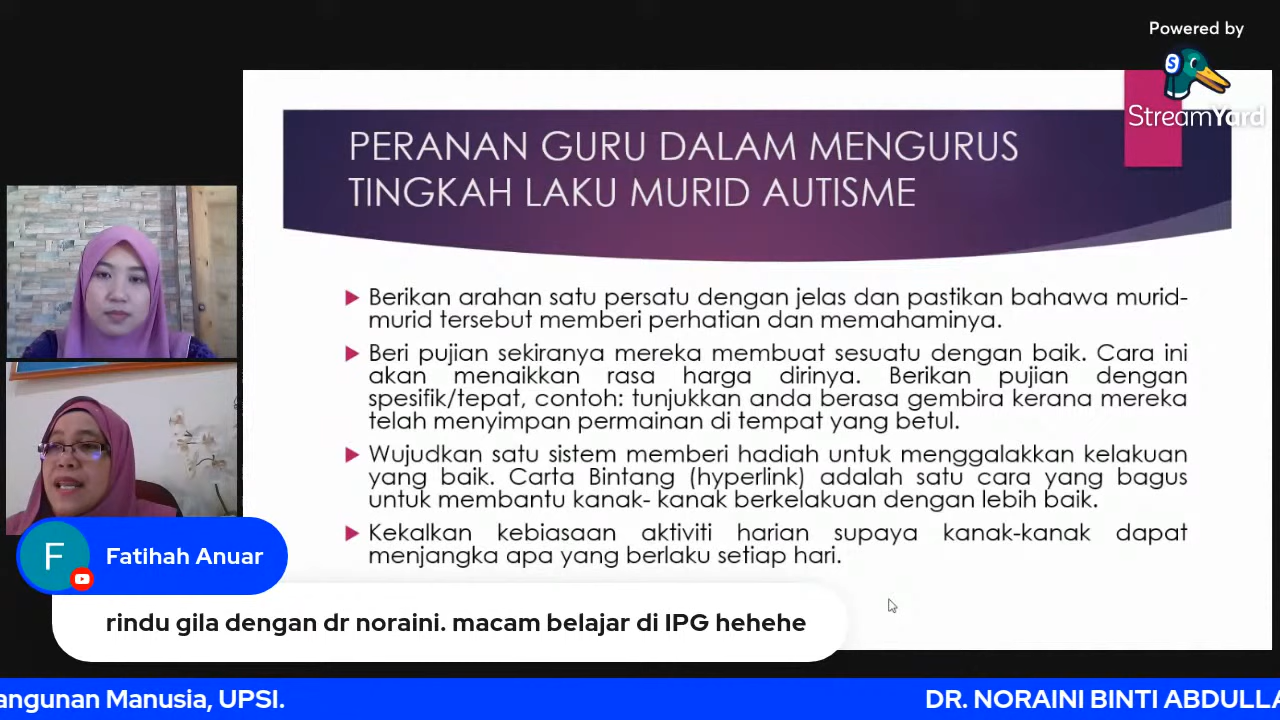 Powered by
S
StreamYard
PERANAN GURU DALAM MENGURUS
TINGKAH LAKU MURID AUTISME
Berikan arahan satu persatu dengan jelas dan pastikan bahawa murid-
murid tersebut memberi perhatian dan memahaminya.
Beri pujian sekiranya mereka membuat sesuatu dengan baik. Cara ini
akan menaikkan rasa harga dirinya. Berikan pujian dengan
spesifik/tepat, contoh: tunjukkan anda berasa gembira kerana mereka
telah menyimpan permainan di tempat yang betul.
Wujudkan satu sistem memberi hadiah untuk menggalakkan kelakuan
yang baik. Carta Bintang (hyperlink) adalah satu cara yang bagus
untuk membantu kanak- kanak berkelakuan dengan lebih baik.
Kekalkan kebiasaan aktiviti harian supaya kanak-kanak dapat
menjangka apa yang berlaku setiap hari.
F
Fatihah Anuar
rindu gila dengan dr noraini. macam belajar di IPG hehehe
angunan Manusia, UPSI.
DR. NORAINI BINTI ABDULLA